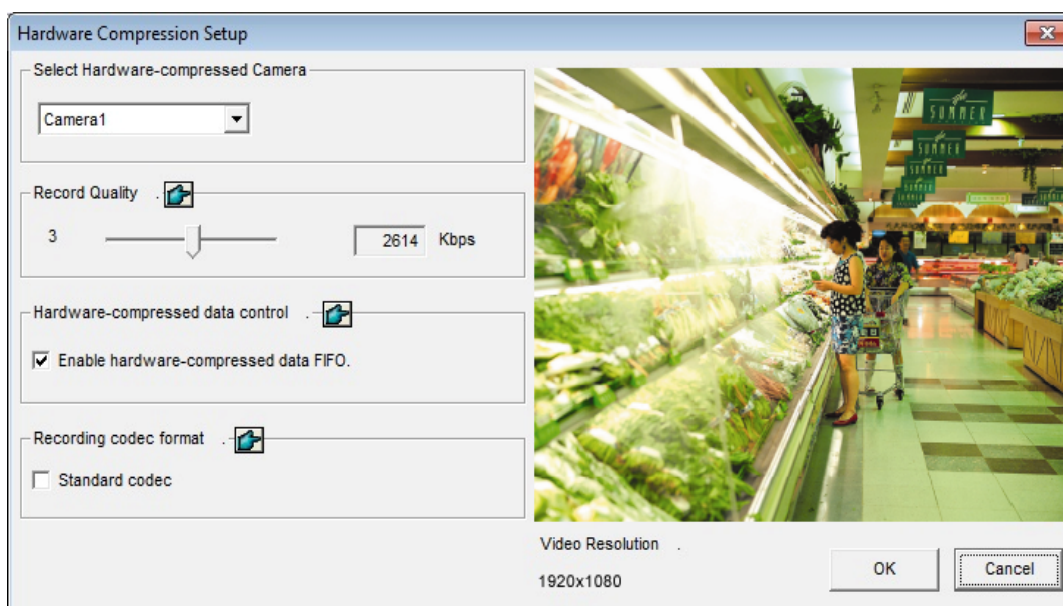 Hardware Compression Setup
Select Hardware-compressed Camera
Camera1
Record Quality .
3
2614 Kbps
Hardware-compressed data control .
Enable hardware-compressed data FIFO.
Recording codec format .
Standard codec
the
SUMMER
SUMMER
Video Resolution .
1920x1080
OK
Cancel